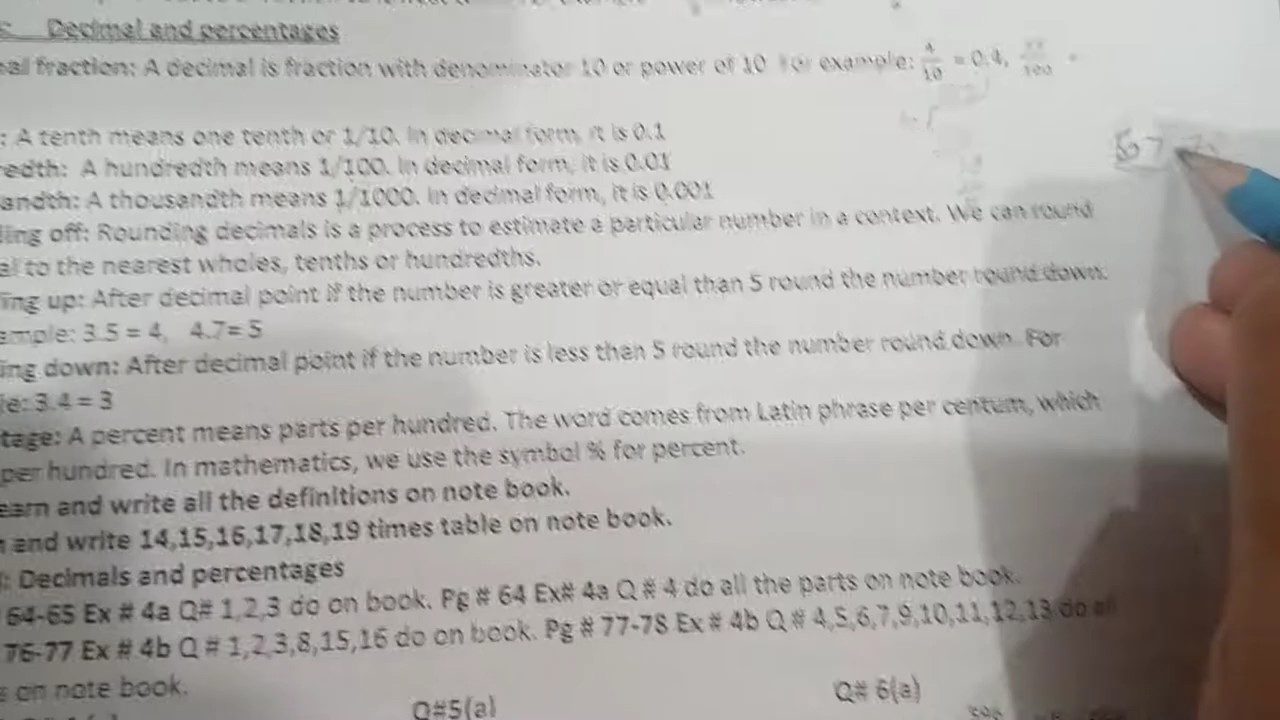 Decimal and percentages
al fraction: A decimal is fraction with denominator 10 or power of 10 For example: 4/10 = 0.4, /100 =
: A tenth means one tenth or 1/10. In decimal form, it is 0.1
redth: A hundredth means 1/100. In decimal form, it is 0.01
andth: A thousandth means 1/1000. In decimal form, it is 0.001
ing off: Rounding decimals is a process to estimate a particular number in a context. We can round
al to the nearest wholes, tenths or hundredths.
ing up: After decimal point if the number is greater or equal than 5 round the number round down.
ample: 3.5 = 4, 4.7= 5
ing down: After decimal point if the number is less than 5 round the number round down. For
le: 3.4 = 3
tage: A percent means parts per hundred. The word comes from Latin phrase per centum, which
per hundred. In mathematics, we use the symbol % for percent.
earn and write all the definitions on note book.
and write 14,15,16,17,18,19 times table on note book.
: Decimals and percentages
64-65 Ex # 4a Q# 1,2,3 do on book. Pg # 64 Ex# 4a Q # 4 do all the parts on note book.
76-77 Ex # 4b Q # 1,2,3,8,15,16 do on book. Pg # 77-78 Ex # 4b Q # 4,5,6,7,9,10,11,12,13 do all
s on note book.
Q#5(a)
Q# 6(a)